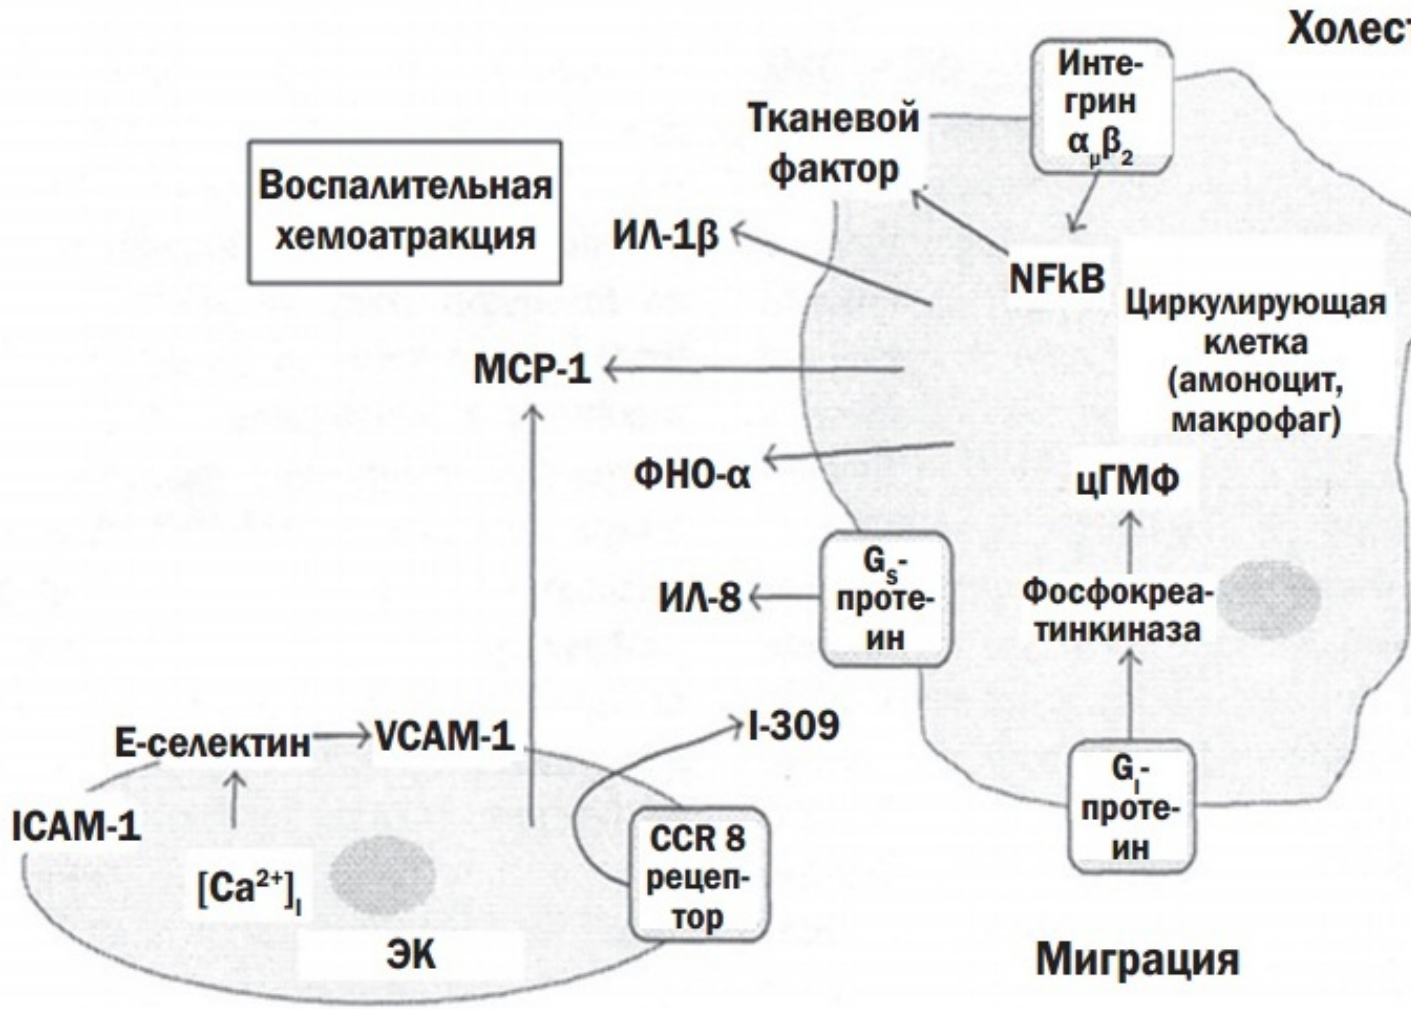 Холест
Инте-
грин
αμβ2
Тканевой
фактор
Воспалительная
хемоатракция
ИЛ-1β
NFkB
Циркулирующая
клетка
(амоноцит,
макрофаг)
MCP-1
ФНО-α
цГМФ
Gs-
проте-
ин
ИЛ-8
Фосфокреа-
тинкиназа
I-309
Е-селектин
VCAM-1
Gi-
проте-
ин
ICAM-1
CCR 8
рецеп-
тор
[Ca²⁺]I
ЭК
Миграция